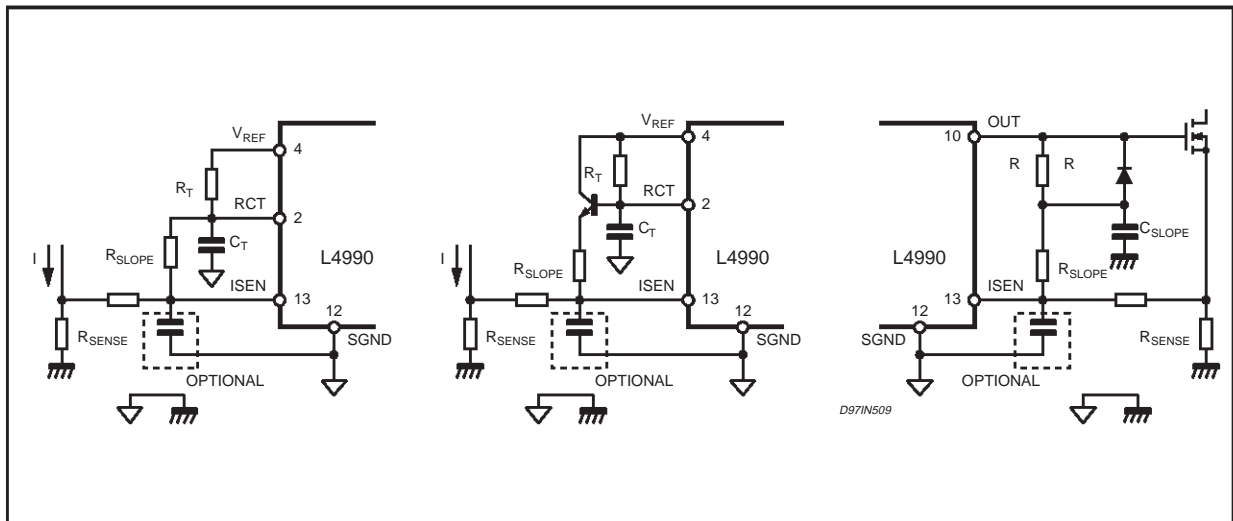 VREF
4
RT
RCT
2
CT
I
RSLOPE
L4990
ISEN
13
12
RSENSE
SGND
OPTIONAL
VREF
4
RT
RCT
2
CT
I
RSLOPE
L4990
ISEN
13
12
RSENSE
SGND
OPTIONAL
10
OUT
R
R
CSLOPE
L4990
RSLOPE
13
ISEN
12
SGND
RSENSE
OPTIONAL
D97IN509